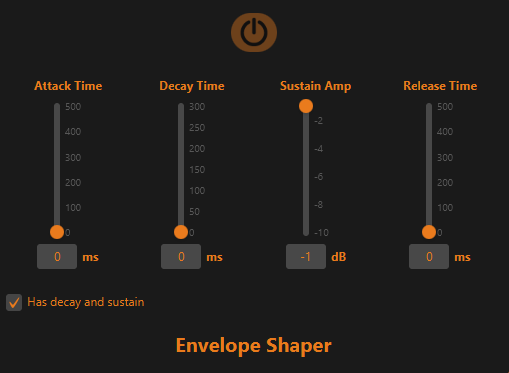 Attack Time Decay Time Sustain Amp Release Time
500 300 500
400 250 -2 400
300 200 -4 300
200 150 -6 200
100 100 -8 100
50
0 0 -10 0
0 ms 0 ms -1 dB 0 ms
Has decay and sustain
Envelope Shaper